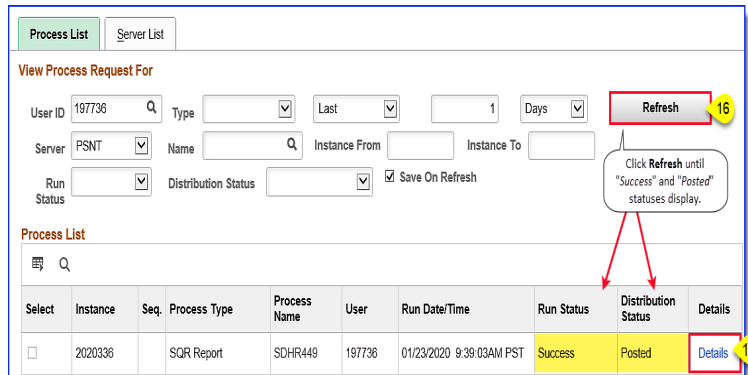 Process List Server List
View Process Request For
User ID 197736 Type Last 1 Days Refresh 16
Server PSNT Name Instance From Instance To
Run Status Distribution Status Save On Refresh
Click Refresh until
"Success" and "Posted"
statuses display.
Process List
Select Instance Seq. Process Type Process Name User Run Date/Time Run Status Distribution Status Details
2020336 SQR Report SDHR449 197736 01/23/2020 9:39:03AM PST Success Posted Details